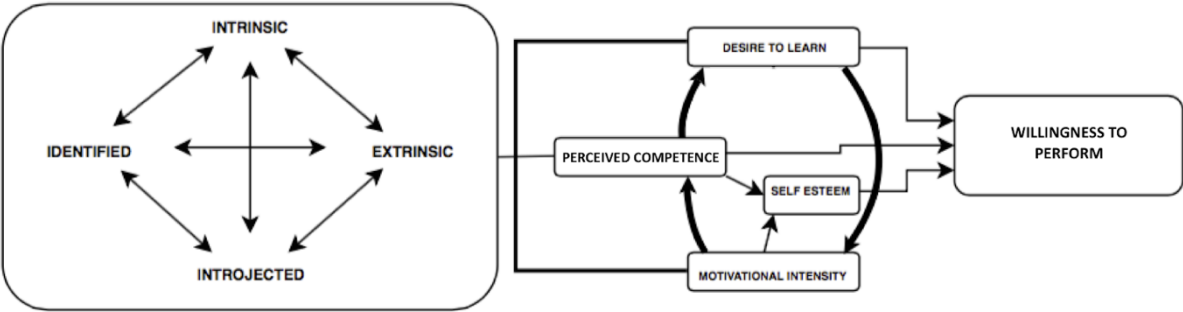 INTRINSIC
IDENTIFIED
EXTRINSIC
INTROJECTED
DESIRE TO LEARN
PERCEIVED COMPETENCE
SELF ESTEEM
MOTIVATIONAL INTENSITY
WILLINGNESS TO
PERFORM